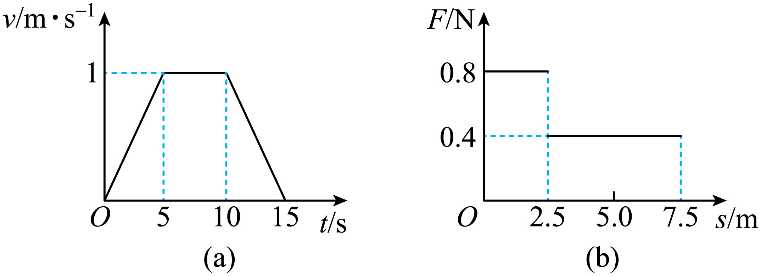 v/m·s⁻¹
1
O
5
10
15
t/s
(a)
F/N
0.8
0.4
O
2.5
5.0
7.5
s/m
(b)